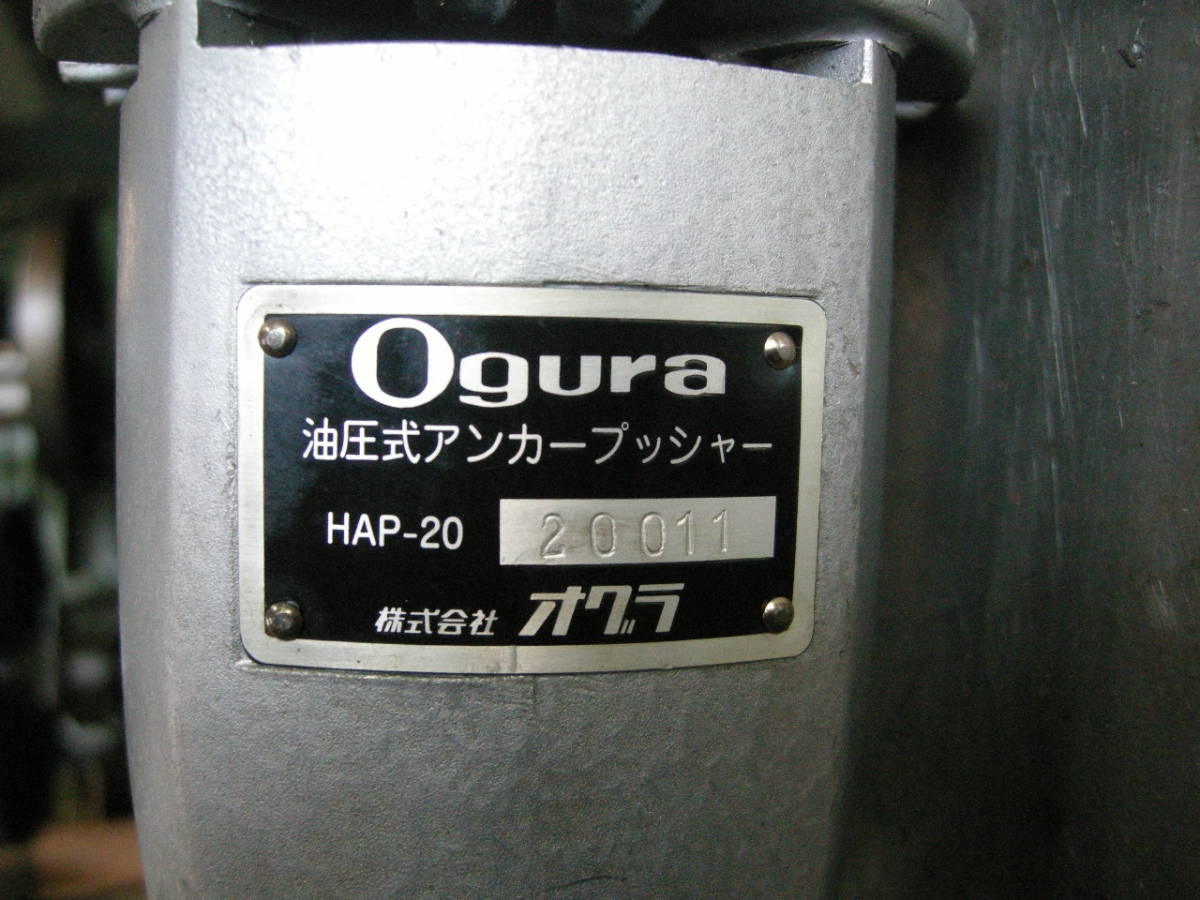 Ogura
油圧式アンカープッシャー
HAP-20 20011
株式会社 オグラ